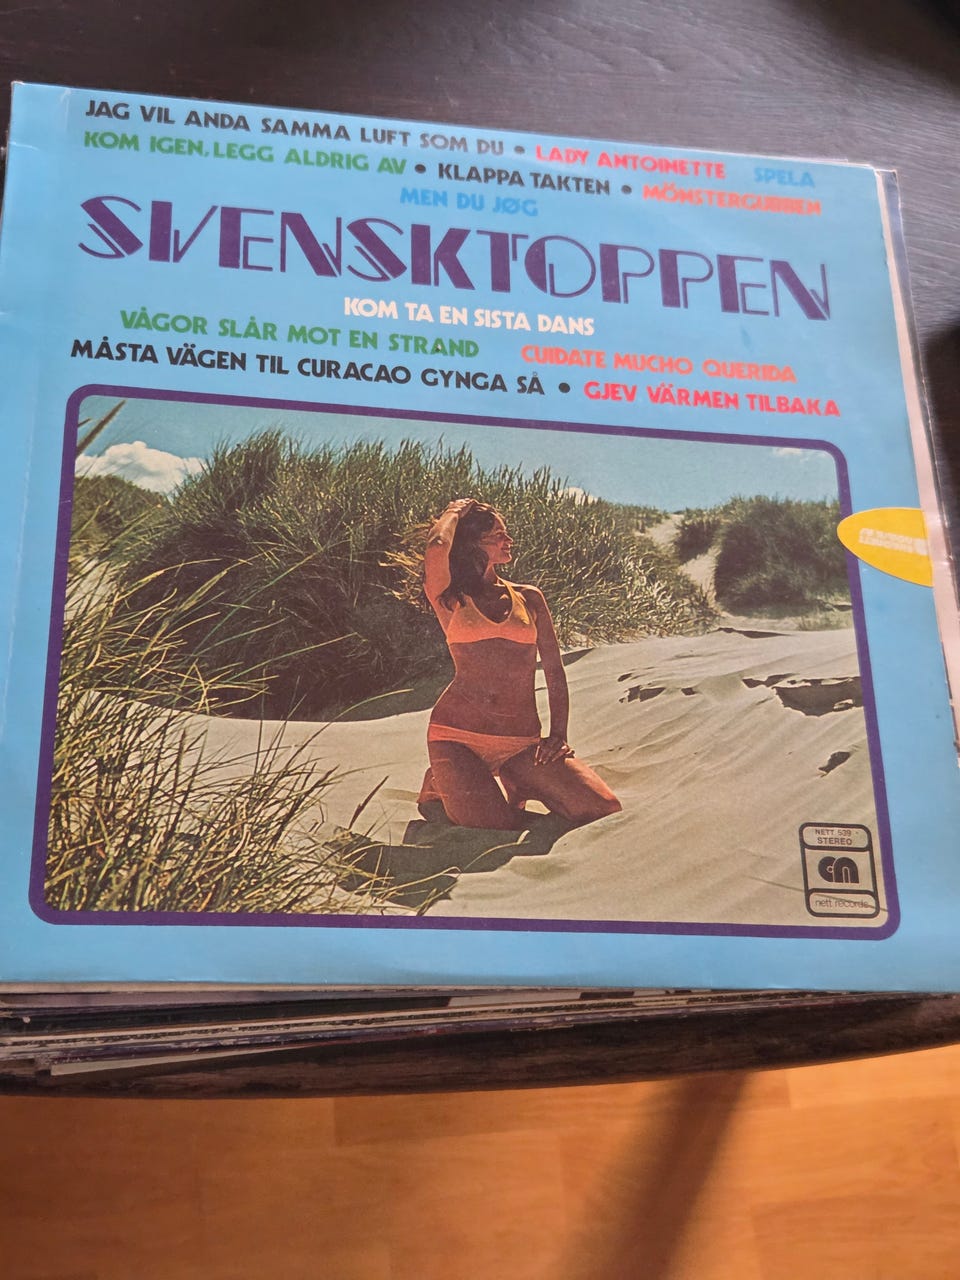 JAG VIL ANDA SAMMA LUFT SOM DU • LADY ANTOINETTE SPELA
KOM IGEN, LEGG ALDRIG AV • KLAPPA TAKTEN • MÖNSTERGUBBEN
MEN DU JØG
SVENSKTOPPEN
KOM TA EN SISTA DANS
VÅGOR SLÅR MOT EN STRAND CUIDATE MUCHO QUERIDA
MÅSTA VÄGEN TIL CURACAO GYNGA SÅ • GJEV VÄRMEN TILBAKA
NETT 539 •
STEREO
nett records